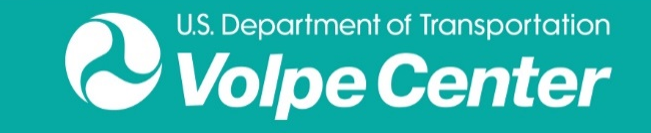 U.S. Department of Transportation
Volpe Center